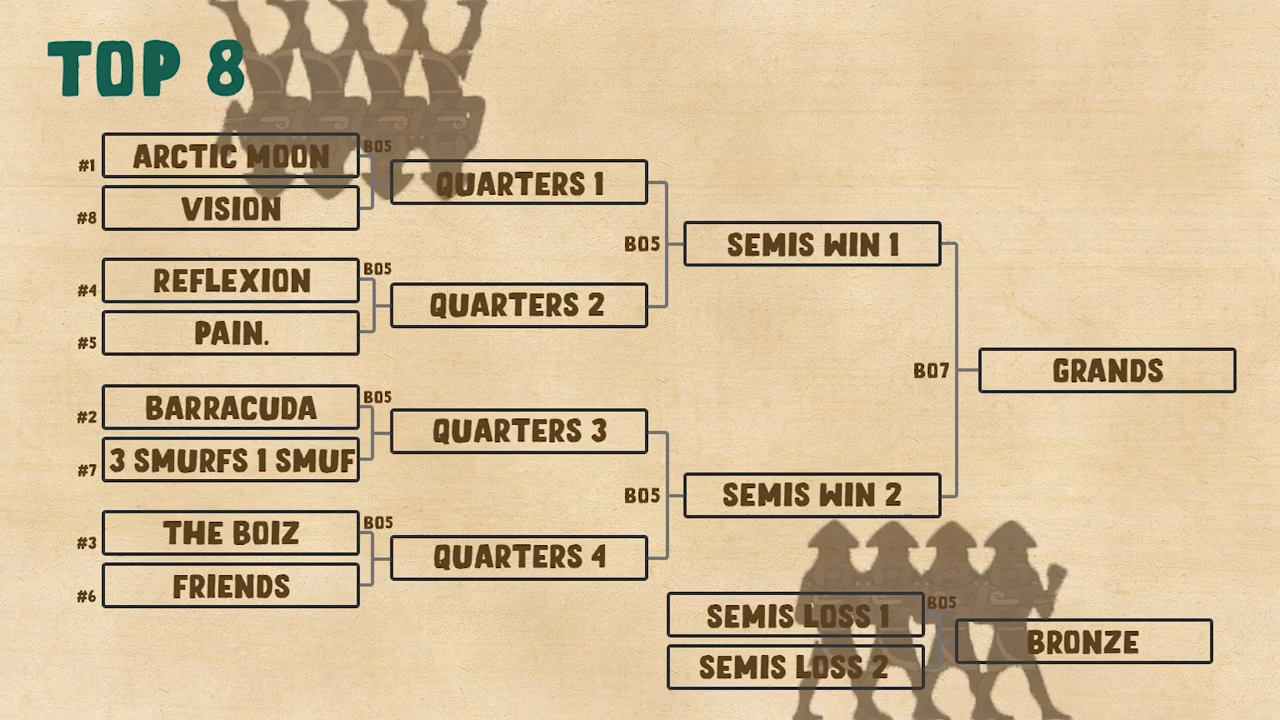 TOP 8
#1 ARCTIC MOON
BO5
#8 VISION
QUARTERS 1
#4 REFLEXION
BO5
#5 PAIN.
QUARTERS 2
BO5
SEMIS WIN 1
#2 BARRACUDA
BO5
#7 3 SMURFS 1 SMUF
QUARTERS 3
#3 THE BOIZ
BO5
#6 FRIENDS
QUARTERS 4
BO5
SEMIS WIN 2
BO7
GRANDS
SEMIS LOSS 1
BO5
SEMIS LOSS 2
BRONZE